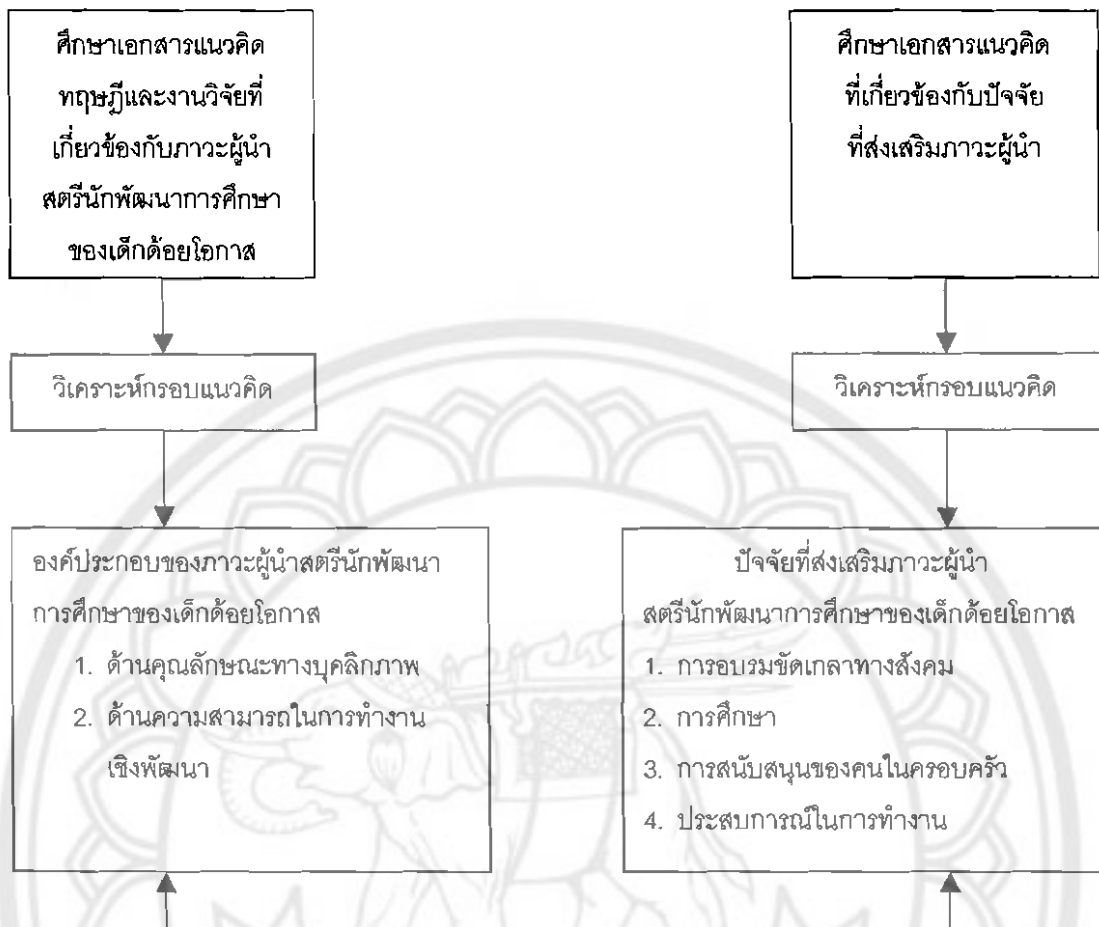 ศึกษาเอกสารแนวคิด
ทฤษฎีและงานวิจัยที่
เกี่ยวข้องกับภาวะผู้นำ
สตรีนักพัฒนาการศึกษา
ของเด็กด้อยโอกาส
ศึกษาเอกสารแนวคิด
ที่เกี่ยวข้องกับปัจจัย
ที่ส่งเสริมภาวะผู้นำ
วิเคราะห์กรอบแนวคิด
วิเคราะห์กรอบแนวคิด
องค์ประกอบของภาวะผู้นำสตรีนักพัฒนา
การศึกษาของเด็กด้อยโอกาส
1. ด้านคุณลักษณะทางบุคลิกภาพ
2. ด้านความสามารถในการทำงาน
เชิงพัฒนา
ปัจจัยที่ส่งเสริมภาวะผู้นำ
สตรีนักพัฒนาการศึกษาของเด็กด้อยโอกาส
1. การอบรมขัดเกลาทางสังคม
2. การศึกษา
3. การสนับสนุนของคนในครอบครัว
4. ประสบการณ์ในการทำงาน